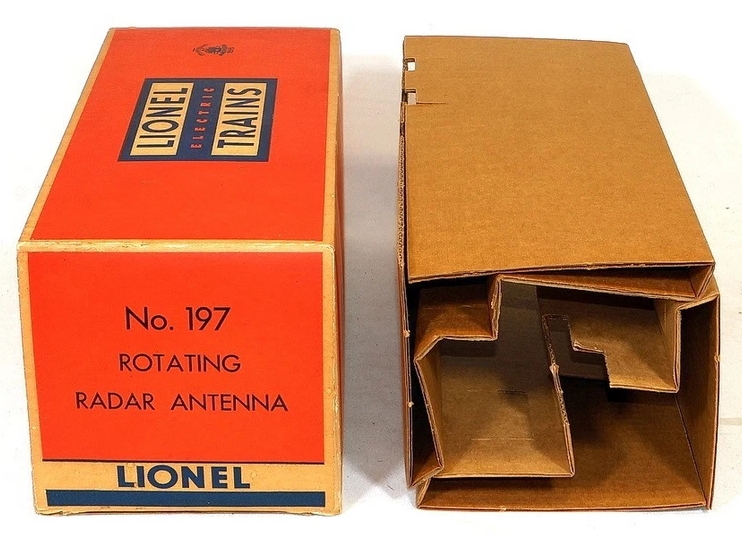 LIONEL
ELECTRIC
TRAINS
No. 197
ROTATING
RADAR ANTENNA
LIONEL